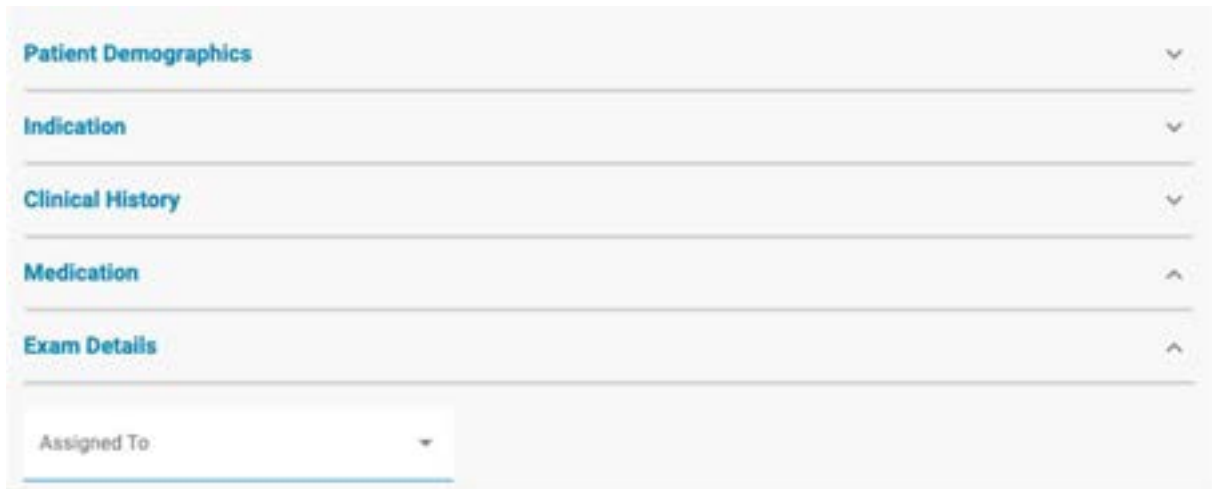 Patient Demographics
Indication
Clinical History
Medication
Exam Details
Assigned To